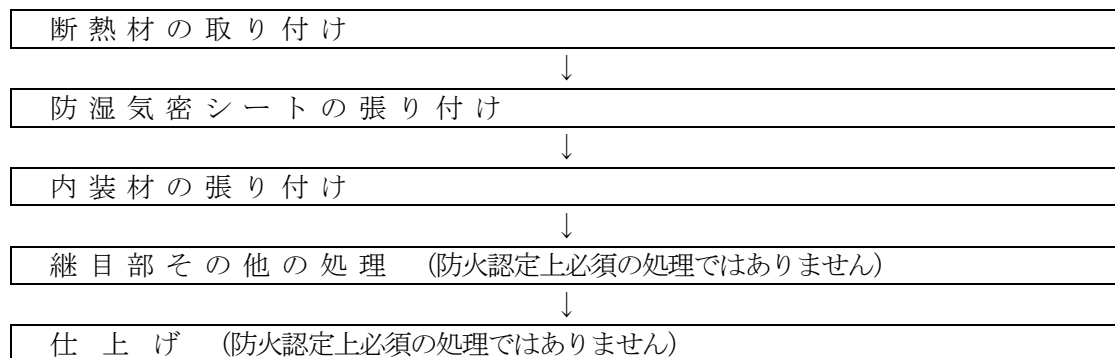 断熱材の取り付け
↓
防湿気密シートの張り付け
↓
内装材の張り付け
↓
継目部その他の処理 (防火認定上必須の処理ではありません)
↓
仕上げ (防火認定上必須の処理ではありません)